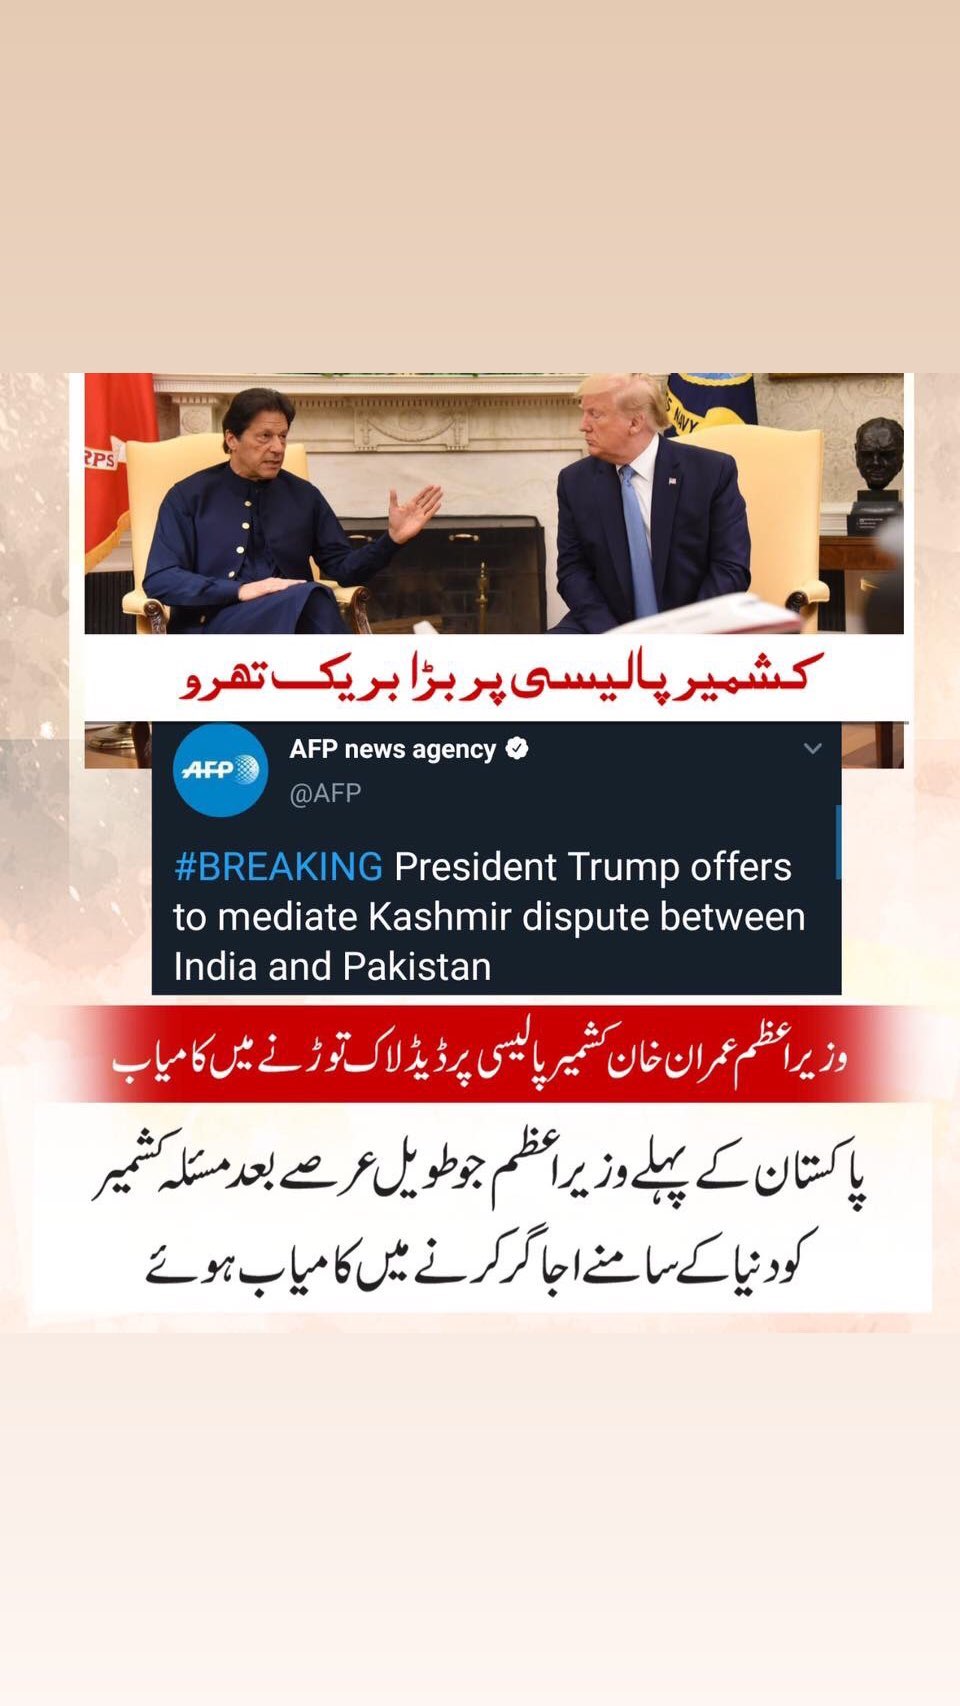 RPS
S NAVY
کشمیر پالیسی پر بڑا بریک تھرو
AFP
AFP news agency
@AFP
#BREAKING President Trump offers
to mediate Kashmir dispute between
India and Pakistan
وزیراعظم عمران خان کشمیر پالیسی پر ڈیڈ لاک توڑنے میں کامیاب
پاکستان کے پہلے وزیراعظم جو طویل عرصے بعد مسئلہ کشمیر
کو دنیا کے سامنے اجاگر کرنے میں کامیاب ہوئے